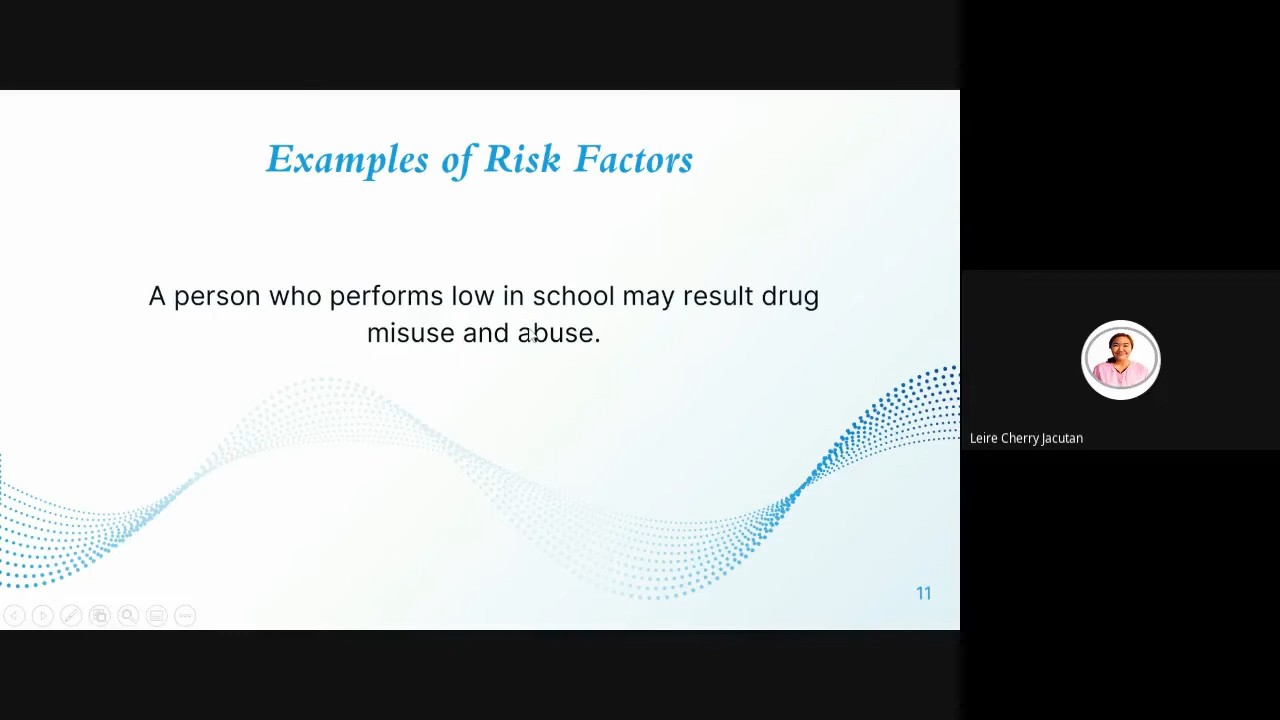 Examples of Risk Factors
A person who performs low in school may result drug
misuse and abuse.
11
Leire Cherry Jacutan